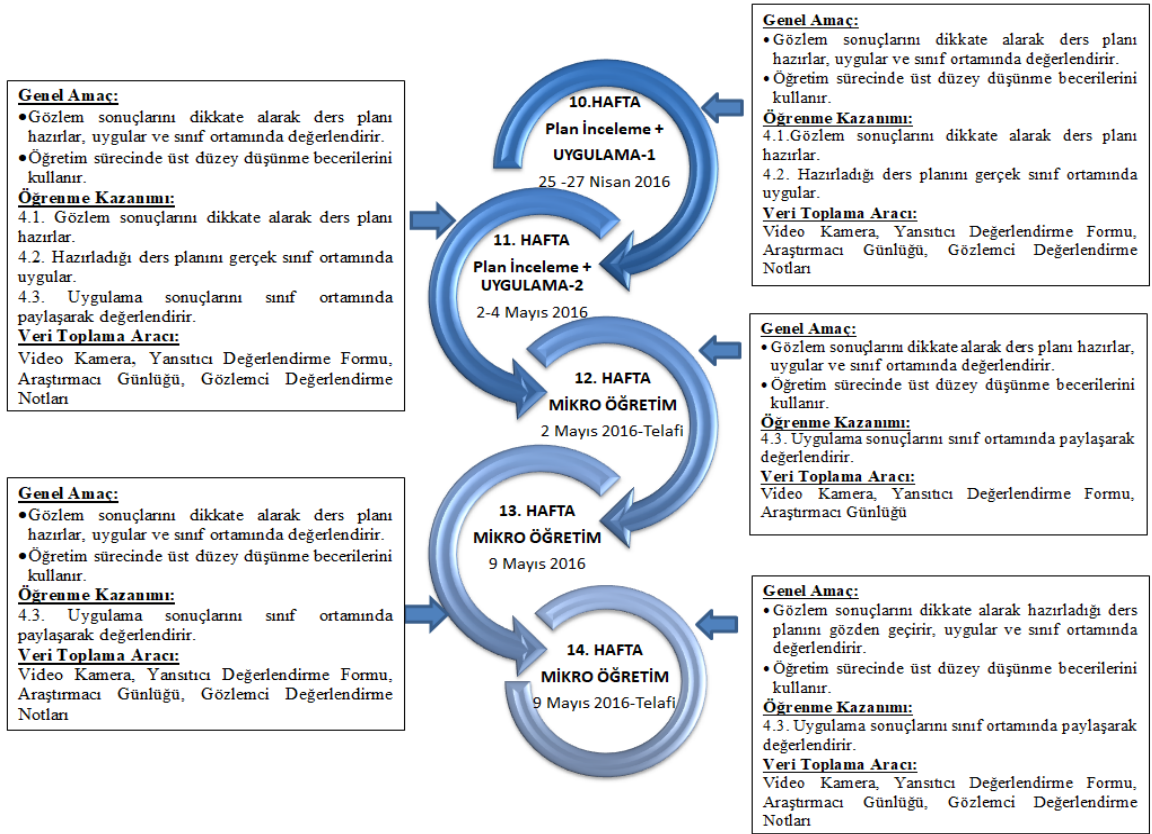 Genel Amaç:
• Gözlem sonuçlarını dikkate alarak ders planı
hazırlar, uygular ve sınıf ortamında değerlendirir.
• Öğretim sürecinde üst düzey düşünme becerilerini
kullanır.
Öğrenme Kazanımı:
4.1.Gözlem sonuçlarını dikkate alarak ders planı
hazırlar.
4.2. Hazırladığı ders planını gerçek sınıf ortamında
uygular.
Veri Toplama Aracı:
Video Kamera, Yansıtıcı Değerlendirme Formu,
Araştırmacı Günlüğü, Gözlemci Değerlendirme
Notları
10.HAFTA
Plan İnceleme +
UYGULAMA-1
25 -27 Nisan 2016
Genel Amaç:
•Gözlem sonuçlarını dikkate alarak ders planı
hazırlar, uygular ve sınıf ortamında değerlendirir.
•Öğretim sürecinde üst düzey düşünme becerilerini
kullanır.
Öğrenme Kazanımı:
4.1. Gözlem sonuçlarını dikkate alarak ders planı
hazırlar.
4.2. Hazırladığı ders planını gerçek sınıf ortamında
uygular.
4.3. Uygulama sonuçlarını sınıf ortamında
paylaşarak değerlendirir.
Veri Toplama Aracı:
Video Kamera, Yansıtıcı Değerlendirme Formu,
Araştırmacı Günlüğü, Gözlemci Değerlendirme
Notları
11. HAFTA
Plan İnceleme +
UYGULAMA-2
2-4 Mayıs 2016
Genel Amaç:
• Gözlem sonuçlarını dikkate alarak ders planı hazırlar,
uygular ve sınıf ortamında değerlendirir.
• Öğretim sürecinde üst düzey düşünme becerilerini
kullanır.
Öğrenme Kazanımı:
4.3. Uygulama sonuçlarını sınıf ortamında paylaşarak
değerlendirir.
Veri Toplama Aracı:
Video Kamera, Yansıtıcı Değerlendirme Formu,
Araştırmacı Günlüğü
12. HAFTA
MİKRO ÖĞRETİM
2 Mayıs 2016-Telafi
Genel Amaç:
•Gözlem sonuçlarını dikkate alarak ders planı
hazırlar, uygular ve sınıf ortamında değerlendirir.
•Öğretim sürecinde üst düzey düşünme becerilerini
kullanır.
Öğrenme Kazanımı:
4.3. Uygulama sonuçlarını sınıf ortamında
paylaşarak değerlendirir.
Veri Toplama Aracı:
Video Kamera, Yansıtıcı Değerlendirme Formu,
Araştırmacı Günlüğü, Gözlemci Değerlendirme
Notları
13. HAFTA
MİKRO ÖĞRETİM
9 Mayıs 2016
Genel Amaç:
• Gözlem sonuçlarını dikkate alarak hazırladığı ders
planını gözden geçirir, uygular ve sınıf ortamında
değerlendirir.
• Öğretim sürecinde üst düzey düşünme becerilerini
kullanır.
Öğrenme Kazanımı:
4.3. Uygulama sonuçlarını sınıf ortamında paylaşarak
değerlendirir.
Veri Toplama Aracı:
Video Kamera, Yansıtıcı Değerlendirme Formu,
Araştırmacı Günlüğü, Gözlemci Değerlendirme
Notları
14. HAFTA
MİKRO ÖĞRETİM
9 Mayıs 2016-Telafi